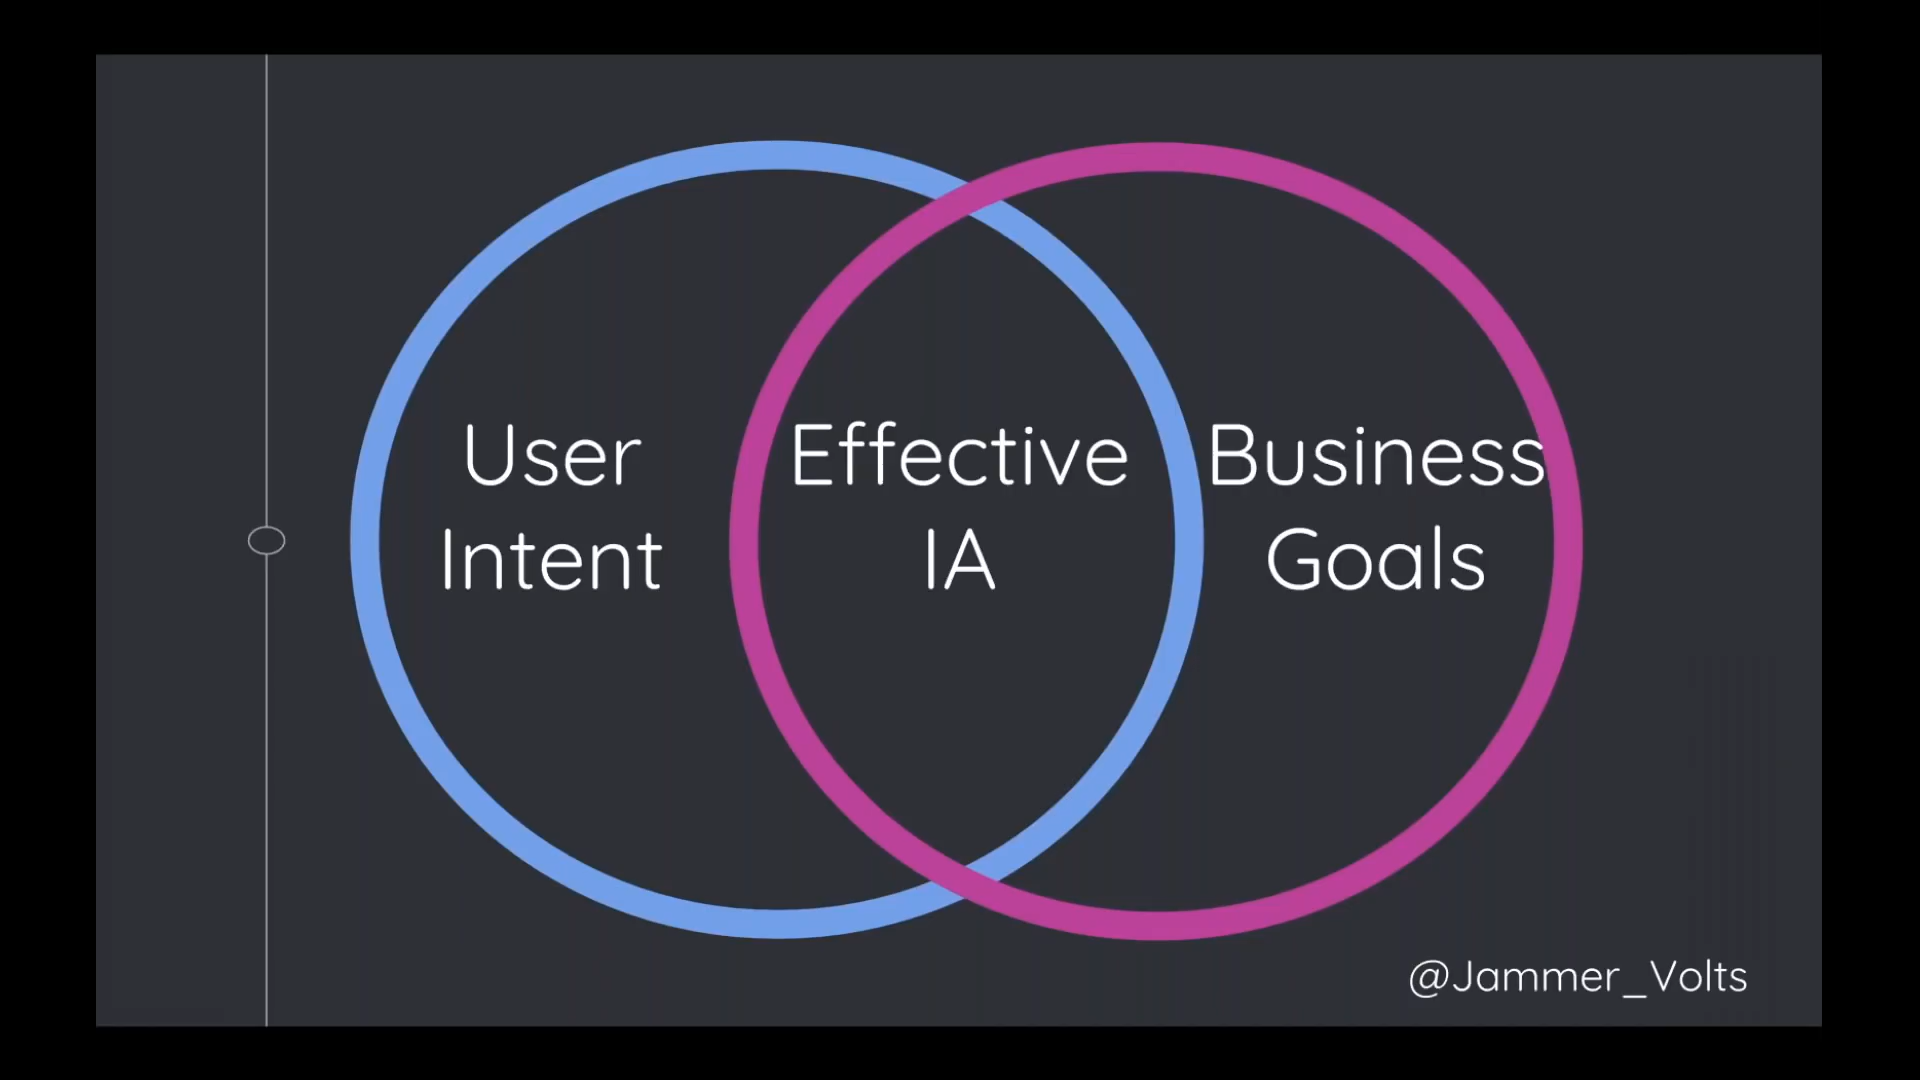 User
Intent
Effective
IA
Business
Goals
@Jammer_Volts